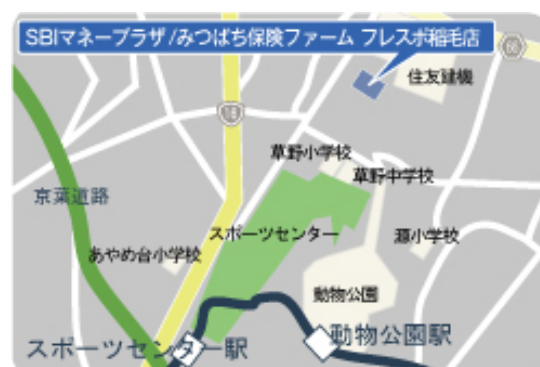 SBIマネープラザ/みつばち保険ファーム フレスポ稲毛店
住友建機
草野小学校
草野中学校
京葉道路
スポーツセンター
源小学校
あやめ台小学校
動物公園
動物公園駅
スポーツセンター駅